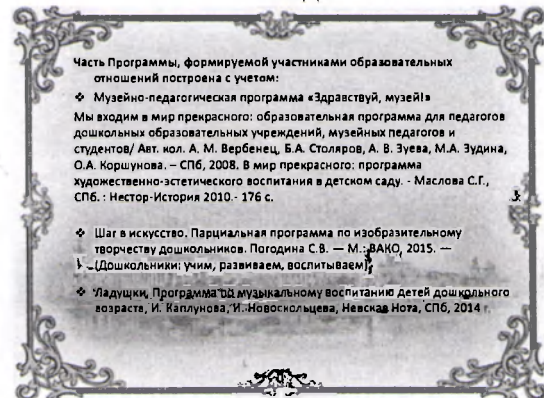 Часть Программы, формируемой участниками образовательных
отношений построена с учетом:
❖ Музейно-педагогическая программа «Здравствуй, музей!»
Мы входим в мир прекрасного: образовательная программа для педагогов
дошкольных образовательных учреждений, музейных педагогов и
студентов/ Авт. кол. А. М. Вербенец, Б.А. Столяров, А. В. Зуева, М.А. Зудина,
О.А. Коршунова. – СПб, 2008. В мир прекрасного: программа
художественно-эстетического воспитания в детском саду. - Маслова С.Г.,
СПб. : Нестор-История 2010.- 176 с.
❖ Шаг в искусство. Парциальная программа по изобразительному
творчеству дошкольников. Погодина С.В. — М.: ВАКО, 2015. —
(Дошкольники: учим, развиваем, воспитываем)
❖ Ладушки. Программа по музыкальному воспитанию детей дошкольного
возраста, И. Каплунова, И. Новоскольцева, Невская Нота, СПб, 2014 г.